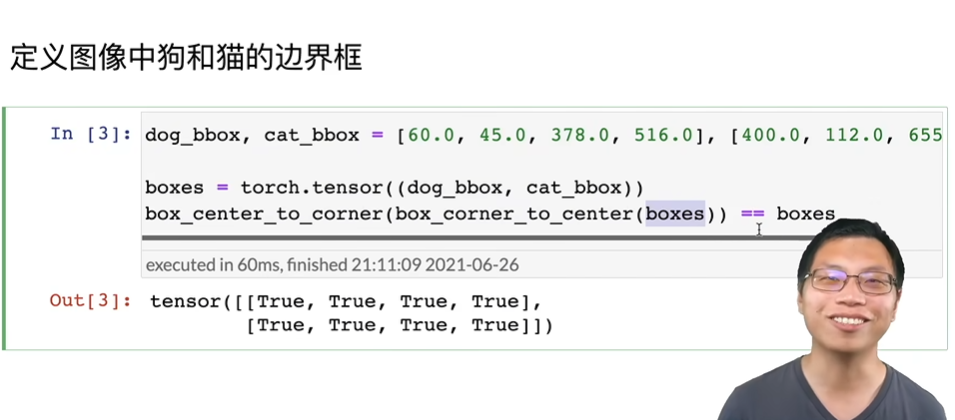 定义图像中狗和猫的边界框
In [3]: dog_bbox, cat_bbox = [60.0, 45.0, 378.0, 516.0], [400.0, 112.0, 655
boxes = torch.tensor((dog_bbox, cat_bbox))
box_center_to_corner(box_corner_to_center(boxes)) == boxes
executed in 60ms, finished 21:11:09 2021-06-26
Out[3]: tensor([[True, True, True, True],
[True, True, True, True]])